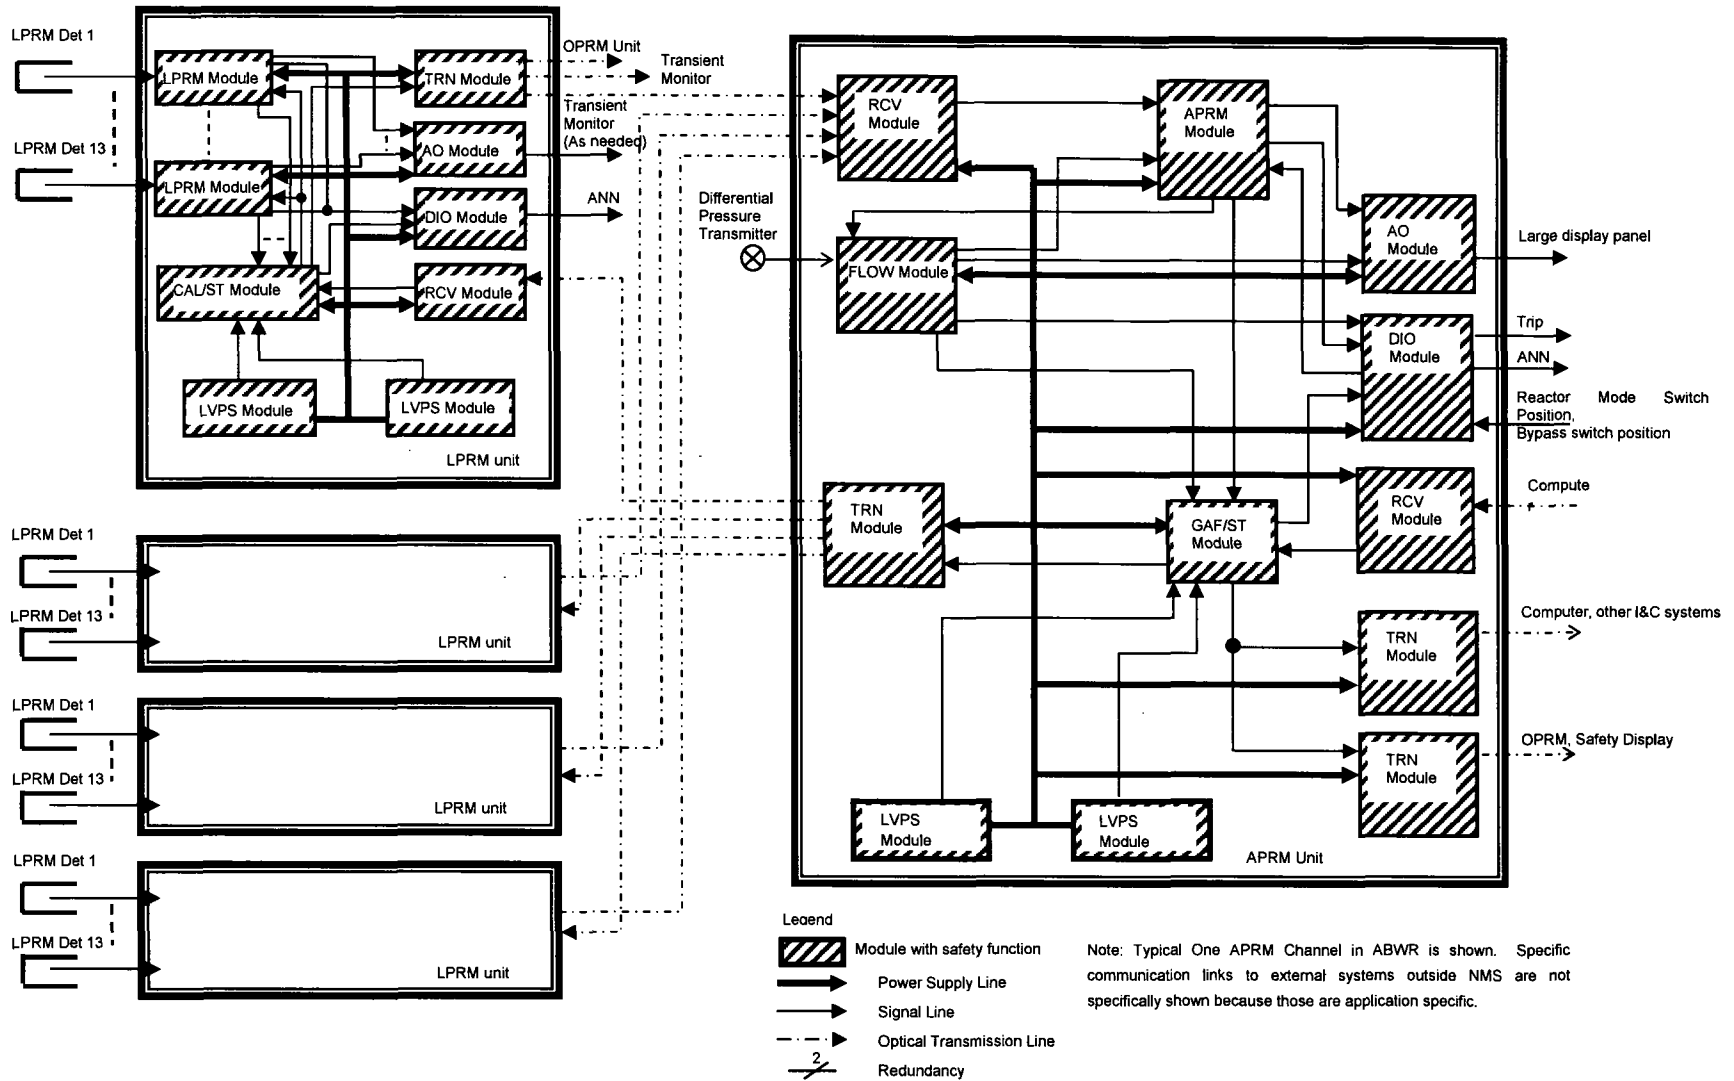 LPRM Det 1
LPRM Det 13
LPRM Module
LPRM Module
TRN Module
AO Module
DIO Module
CAL/ST Module
RCV Module
LVPS Module
LVPS Module
LPRM unit
OPRM Unit
Transient
Monitor
Transient
Monitor
(As needed)
ANN
LPRM Det 1
LPRM Det 13
LPRM unit
LPRM Det 1
LPRM Det 13
LPRM unit
LPRM Det 1
LPRM Det 13
LPRM unit
Differential
Pressure
Transmitter
RCV
Module
APRM
Module
FLOW Module
AO
Module
DIO
Module
TRN
Module
GAF/ST
Module
RCV
Module
TRN
Module
TRN
Module
LVPS
Module
LVPS
Module
APRM Unit
Large display panel
Trip
ANN
Reactor Mode Switch
Position,
Bypass switch position
Compute
Computer, other I&C systems
OPRM, Safety Display
Legend
Module with safety function
Power Supply Line
Signal Line
Optical Transmission Line
2
Redundancy
Note: Typical One APRM Channel in ABWR is shown. Specific
communication links to external systems outside NMS are not
specifically shown because those are application specific.